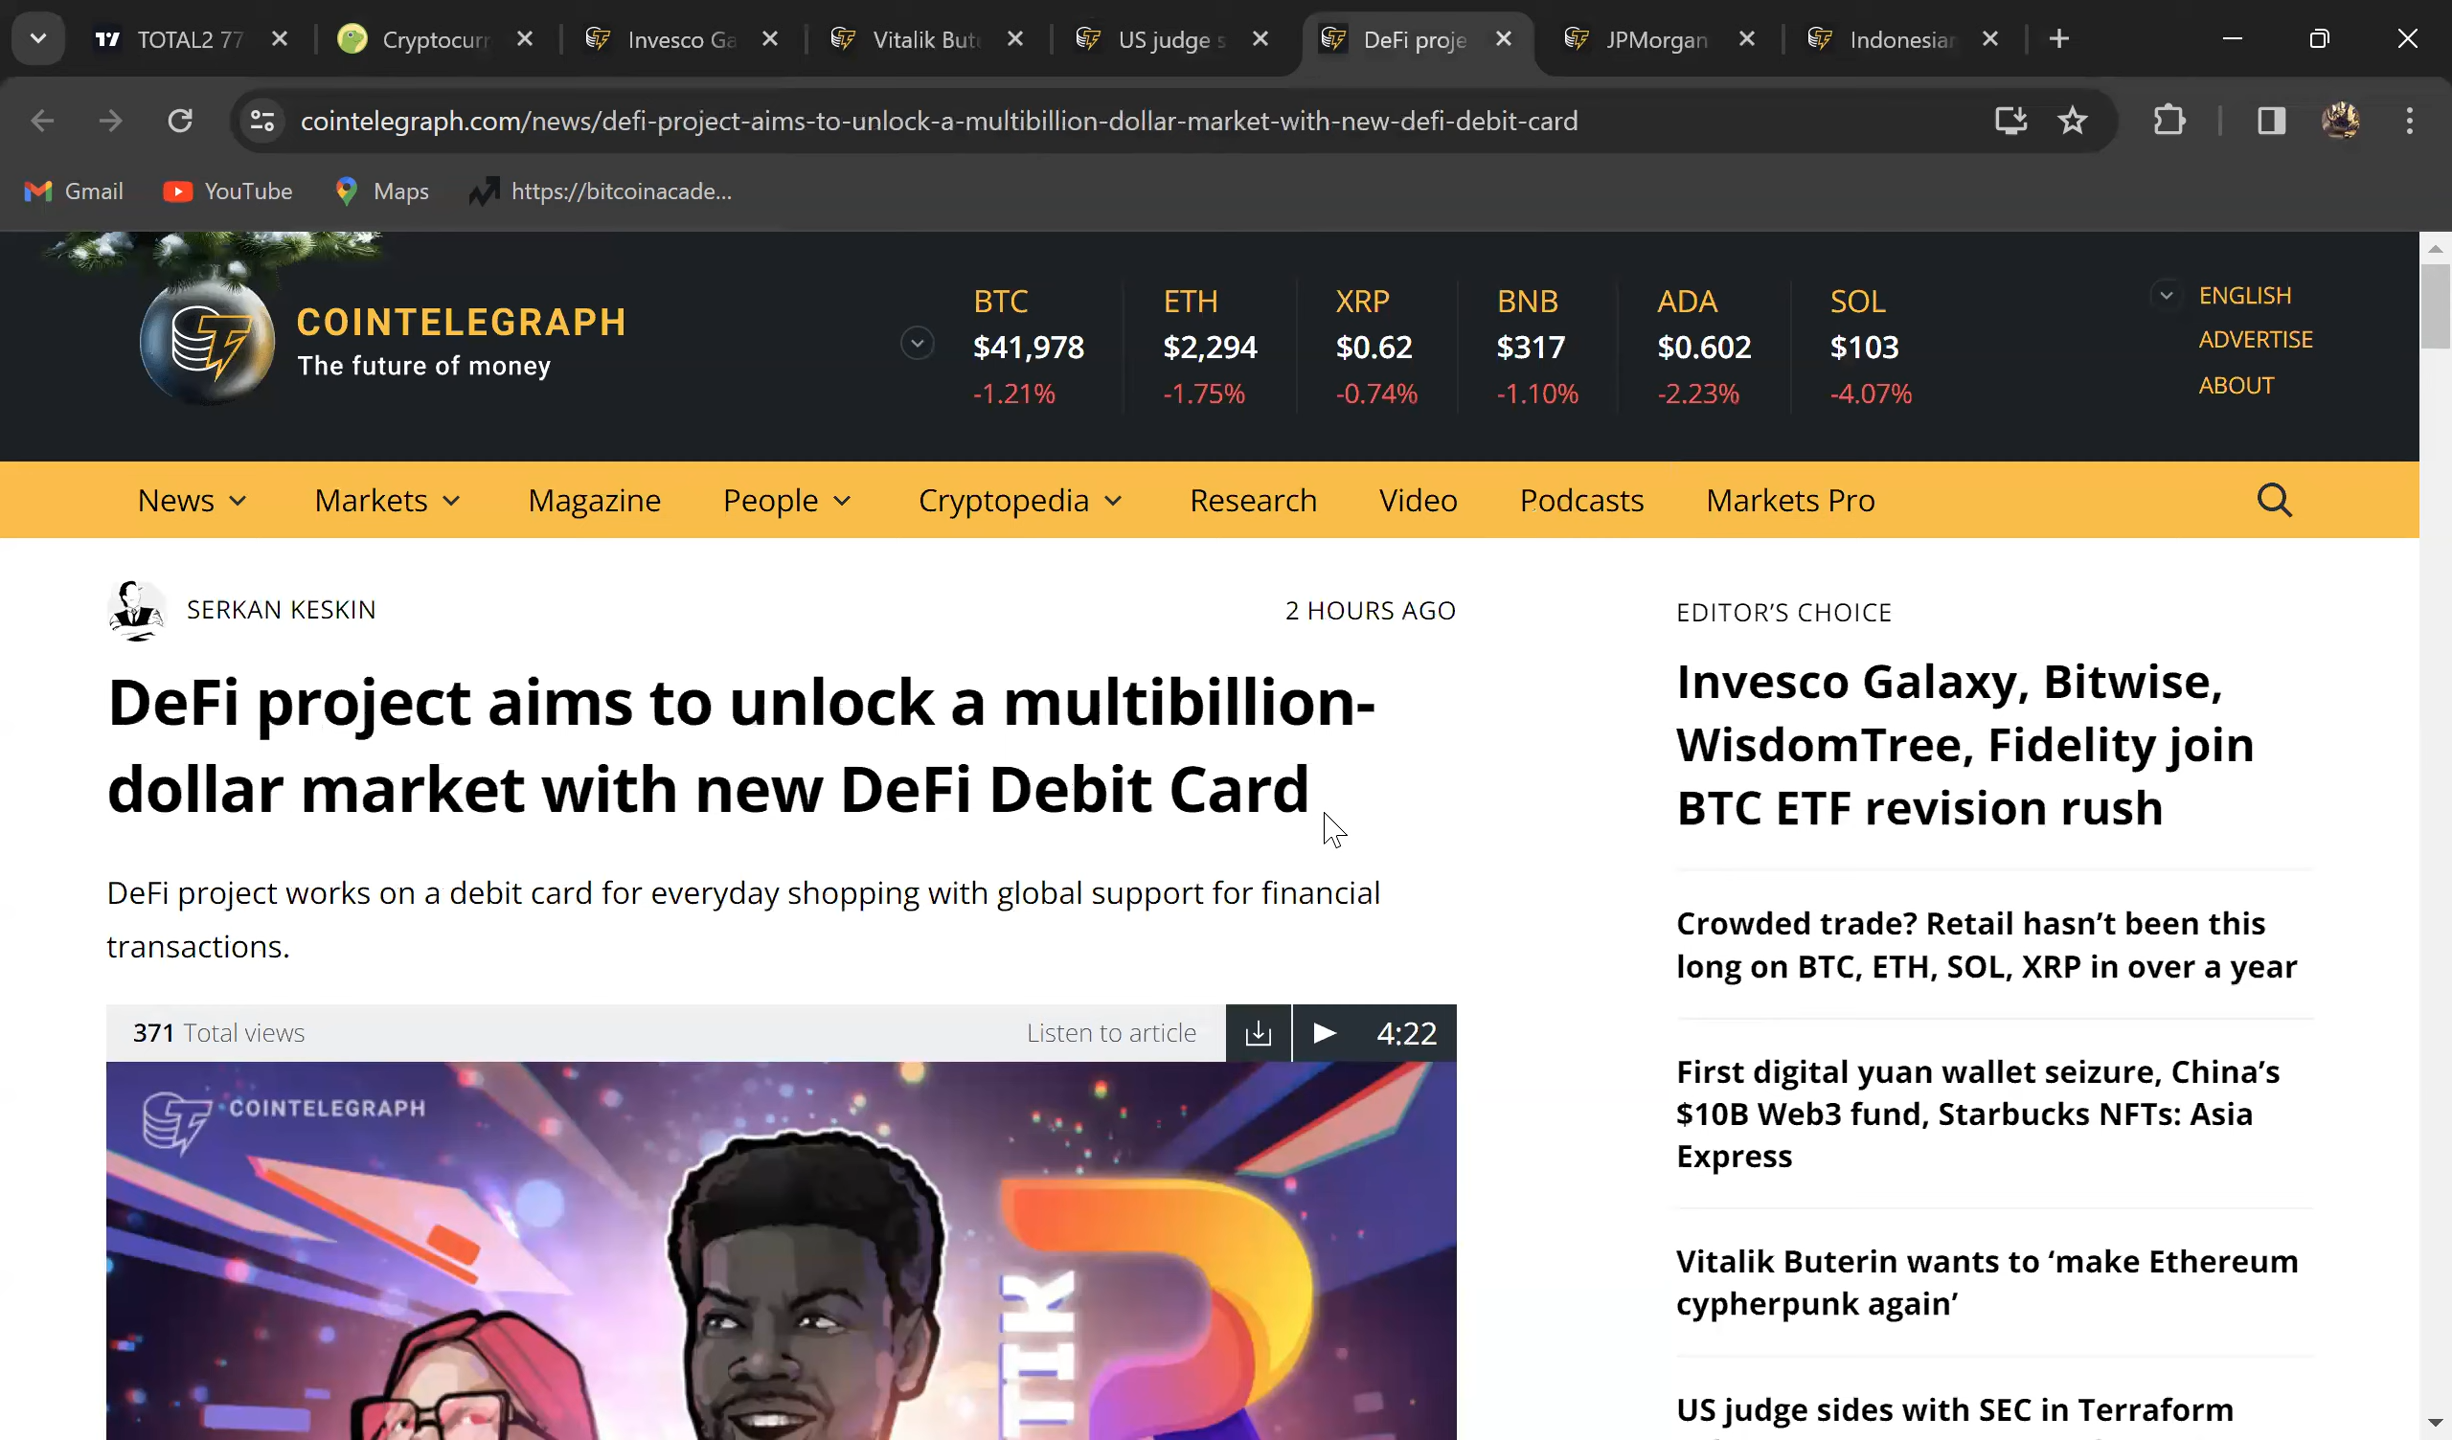 TOTAL2 77
Cryptocurr
Invesco Ga
Vitalik But
US judge s
DeFi proje
JPMorgan
Indonesian
cointelegraph.com/news/defi-project-aims-to-unlock-a-multibillion-dollar-market-with-new-defi-debit-card
Gmail
YouTube
Maps
https://bitcoinacade...
COINTELEGRAPH
The future of money
BTC
$41,978
-1.21%
ETH
$2,294
-1.75%
XRP
$0.62
-0.74%
BNB
$317
-1.10%
ADA
$0.602
-2.23%
SOL
$103
-4.07%
ENGLISH
ADVERTISE
ABOUT
News
Markets
Magazine
People
Cryptopedia
Research
Video
Podcasts
Markets Pro
SERKAN KESKIN
2 HOURS AGO
DeFi project aims to unlock a multibillion-
dollar market with new DeFi Debit Card
DeFi project works on a debit card for everyday shopping with global support for financial
transactions.
371 Total views
Listen to article
4:22
COINTELEGRAPH
TIK
EDITOR’S CHOICE
Invesco Galaxy, Bitwise,
WisdomTree, Fidelity join
BTC ETF revision rush
Crowded trade? Retail hasn’t been this
long on BTC, ETH, SOL, XRP in over a year
First digital yuan wallet seizure, China’s
$10B Web3 fund, Starbucks NFTs: Asia
Express
Vitalik Buterin wants to ‘make Ethereum
cypherpunk again’
US judge sides with SEC in Terraform